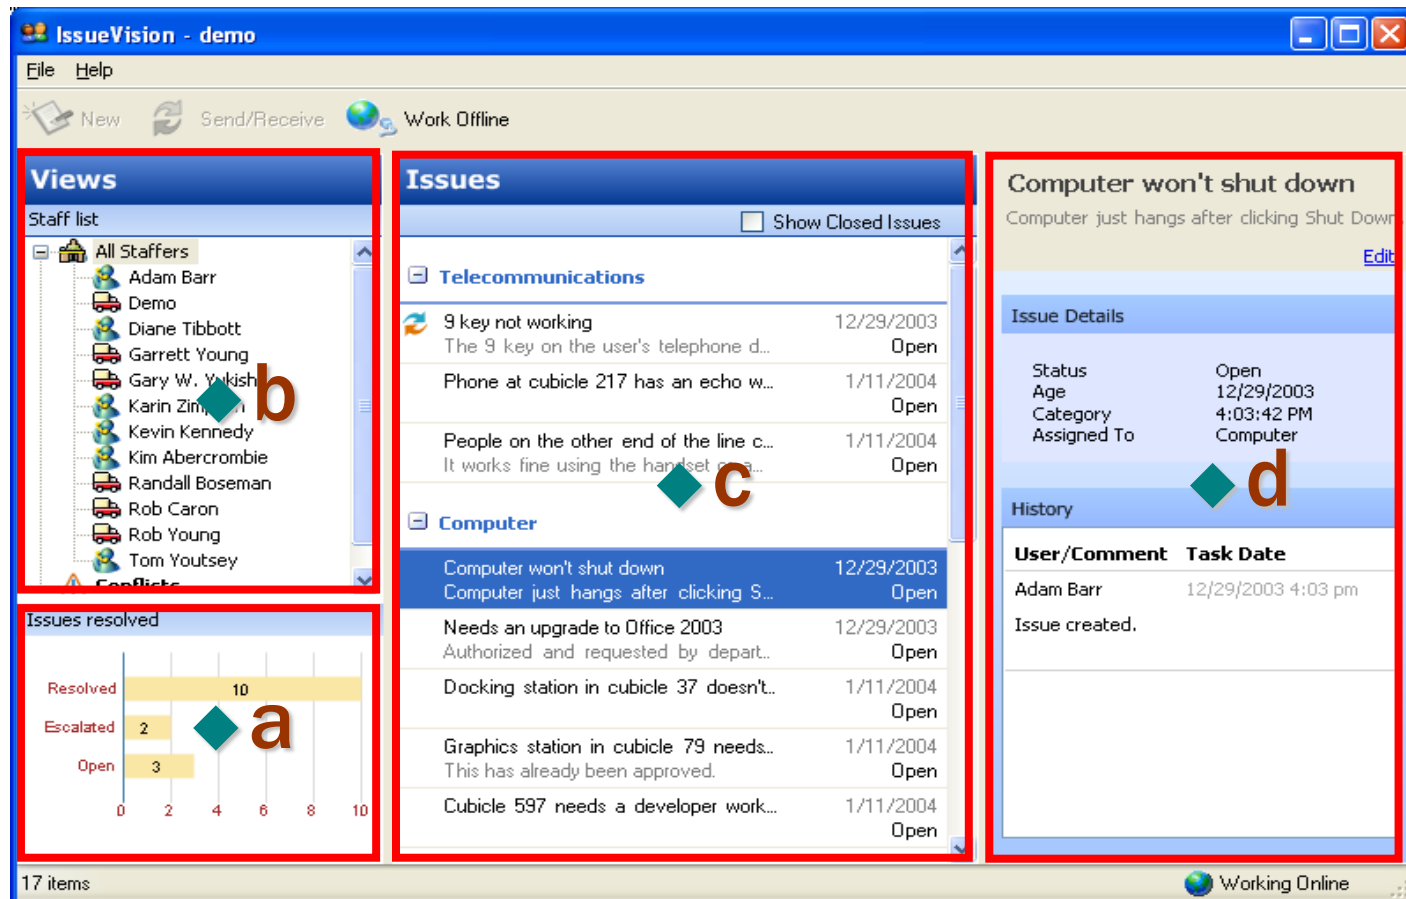 IssueVision - demo
File Help
New Send/Receive Work Offline
Views
Staff list
All Staffers
Adam Barr
Demo
Diane Tibbott
Garrett Young
Gary W. Yukish
Karin
Kevin Kennedy
Kim Abercrombie
Randall Boseman
Rob Caron
Rob Young
Tom Youtsey
Conflicts
b
Issues resolved
Resolved 10
Escalated 2
Open 3
0 2 4 6 8 10
a
Issues
Show Closed Issues
Telecommunications
9 key not working 12/29/2003
The 9 key on the user's telephone d... Open
Phone at cubicle 217 has an echo w... 1/11/2004
Open
People on the other end of the line c... 1/11/2004
It works fine using the handset Open
c
Computer
Computer won't shut down 12/29/2003
Computer just hangs after clicking S... Open
Needs an upgrade to Office 2003 12/29/2003
Authorized and requested by depart.. Open
Docking station in cubicle 37 doesn't.. 1/11/2004
Open
Graphics station in cubicle 79 needs... 1/11/2004
This has already been approved. Open
Cubicle 597 needs a developer work... 1/11/2004
Open
Computer won't shut down
Computer just hangs after clicking Shut Down.
Edit
Issue Details
Status Open
Age 12/29/2003
Category 4:03:42 PM
Assigned To Computer
d
History
User/Comment Task Date
Adam Barr 12/29/2003 4:03 pm
Issue created.
17 items
Working Online